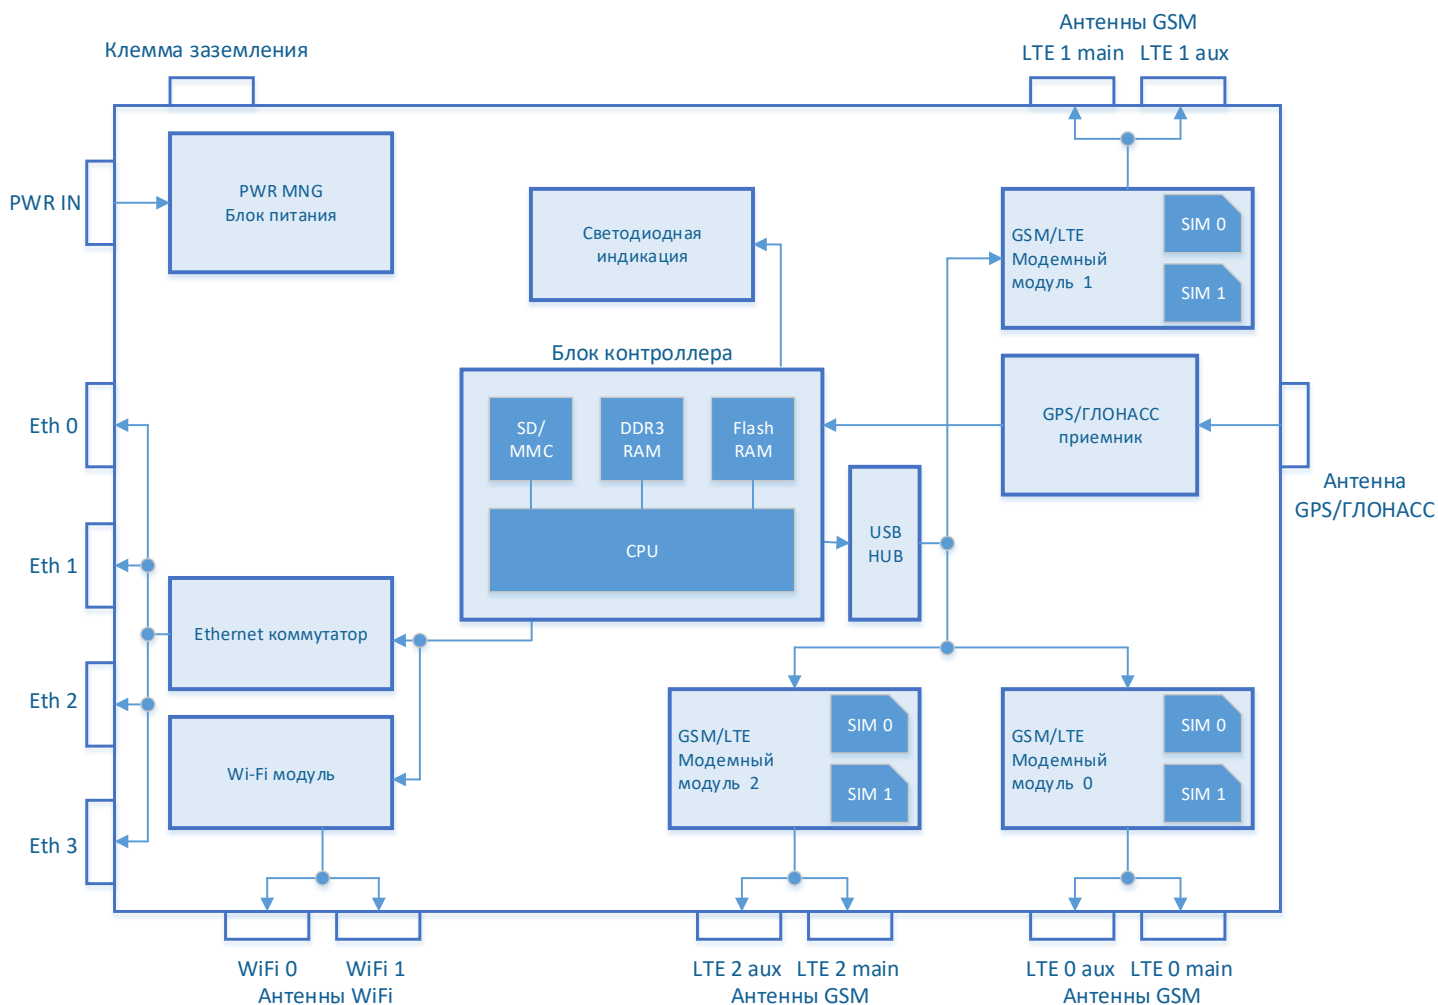 Антенны GSM
LTE 1 main LTE 1 aux
Клемма заземления
PWR IN
PWR MNG
Блок питания
Светодиодная
индикация
GSM/LTE
Модемный
модуль 1
SIM 0
SIM 1
Блок контроллера
SD/
MMC
DDR3
RAM
Flash
RAM
CPU
USB
HUB
GPS/ГЛОНАСС
приемник
Антенна
GPS/ГЛОНАСС
Eth 0
Eth 1
Eth 2
Eth 3
Ethernet коммутатор
Wi-Fi модуль
GSM/LTE
Модемный
модуль 2
SIM 0
SIM 1
GSM/LTE
Модемный
модуль 0
SIM 0
SIM 1
WiFi 0 WiFi 1
Антенны WiFi
LTE 2 aux LTE 2 main
Антенны GSM
LTE 0 aux LTE 0 main
Антенны GSM